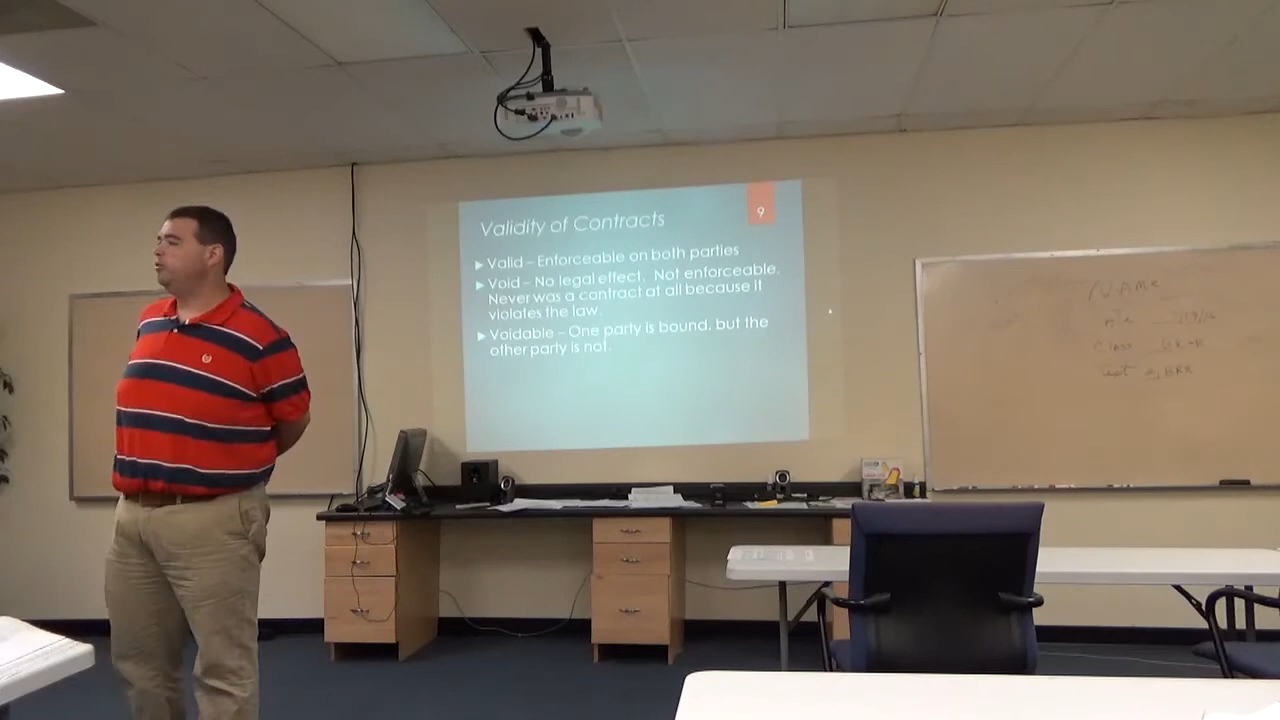 9
Validity of Contracts
Valid – Enforceable on both parties
Void – No legal effect. Not enforceable.
Never was a contract at all because it
violates the law.
Voidable – One party is bound, but the
other party is not.
NAME
Class